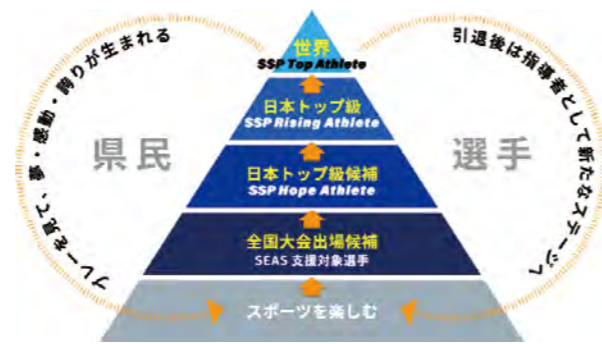 世界
SSP Top Athlete
日本トップ級
SSP Rising Athlete
日本トップ級候補
SSP Hope Athlete
全国大会出場候補
SEAS 支援対象選手
スポーツを楽しむ
県民
プレーを見て、夢・感動・誇りが生まれる
選手
引退後は指導者として新たなステージへ